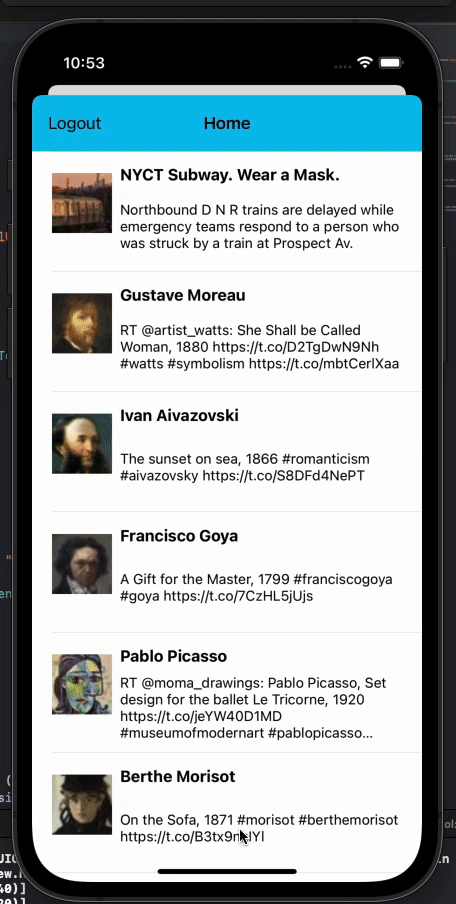 10:53
Logout
Home
NYCT Subway. Wear a Mask.
Northbound D N R trains are delayed while
emergency teams respond to a person who
was struck by a train at Prospect Av.
Gustave Moreau
RT @artist_watts: She Shall be Called
Woman, 1880 https://t.co/D2TgDwN9Nh
#watts #symbolism https://t.co/mbtCerlXaa
Ivan Aivazovski
The sunset on sea, 1866 #romanticism
#aivazovsky https://t.co/S8DFd4NePT
Francisco Goya
A Gift for the Master, 1799 #franciscogoya
#goya https://t.co/7CzHL5jUjs
Pablo Picasso
RT @moma_drawings: Pablo Picasso, Set
design for the ballet Le Tricorne, 1920
https://t.co/jeYW40D1MD
#museumofmodernart #pablopicasso...
Berthe Morisot
On the Sofa, 1871 #morisot #berthemorisot